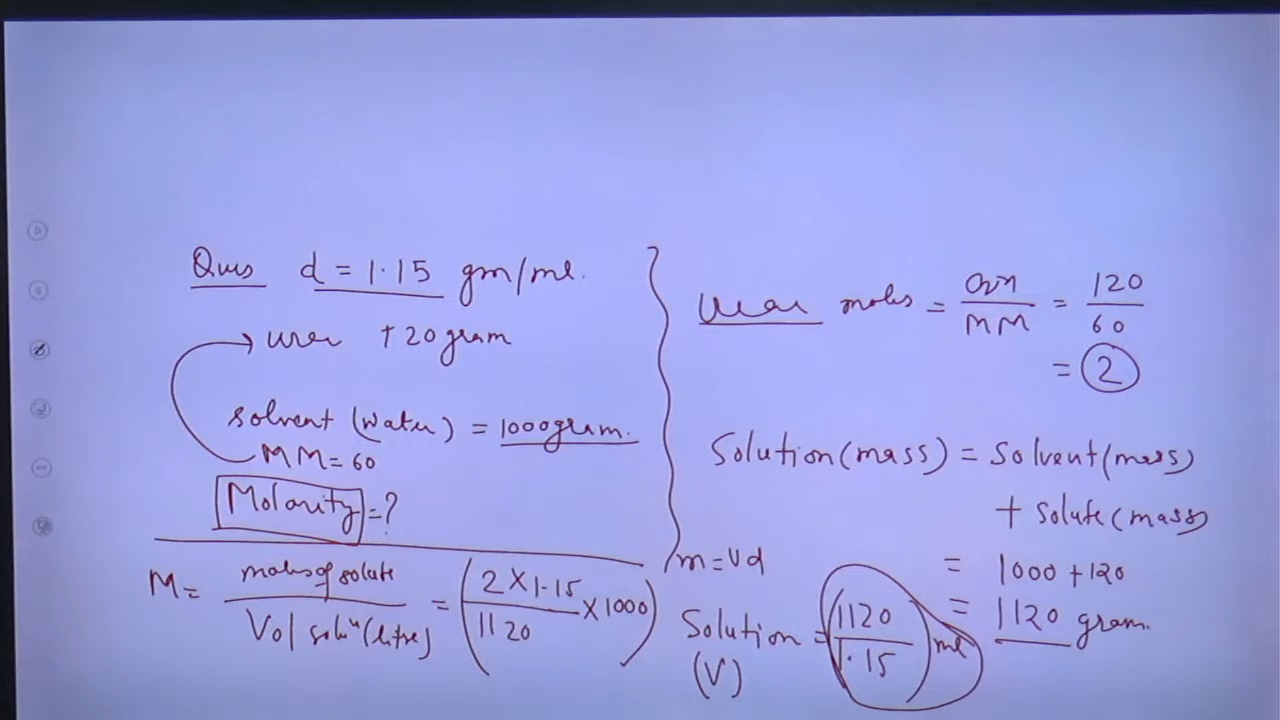 Ques d = 1.15 gm/ml.
urea 120 gram
solvent (water) = 1000 gram.
MM = 60
Molarity = ?
M = moles of solute / Vol soluⁿ (litre) = (2 × 1.15 / 1120 × 1000)
Urea moles = / MM = 120 / 60
= 2
Solution (mass) = Solvent (mass)
+ Solute (mass)
= 1000 + 120
= 1120 gram.
m = Vd
Solution (V) = (1120 / 1.15) ml